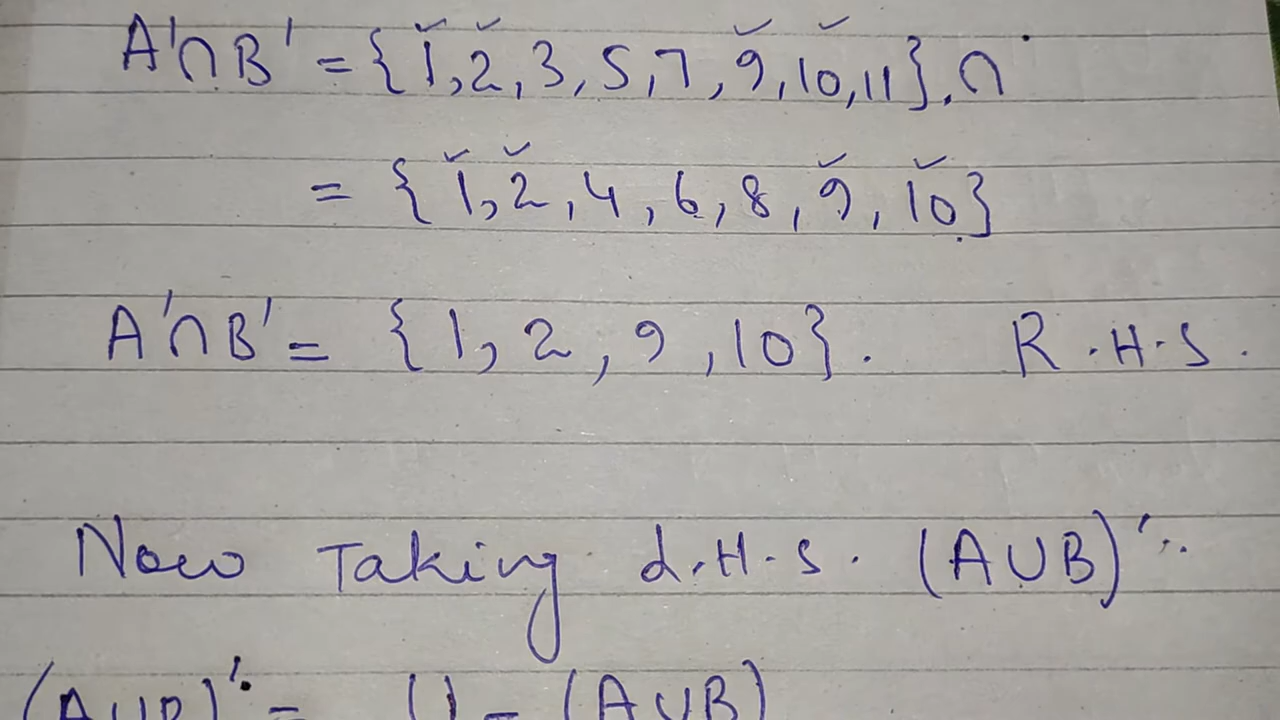 A'∩B' = {1,2,3,5,7,9,10,11}.∩
= {1,2,4,6,8,9,10}
A'∩B' = {1,2,9,10}. R.H.S.
Now Taking L.H.S. (A∪B)':
(A∪B)': = U - (A∪B)